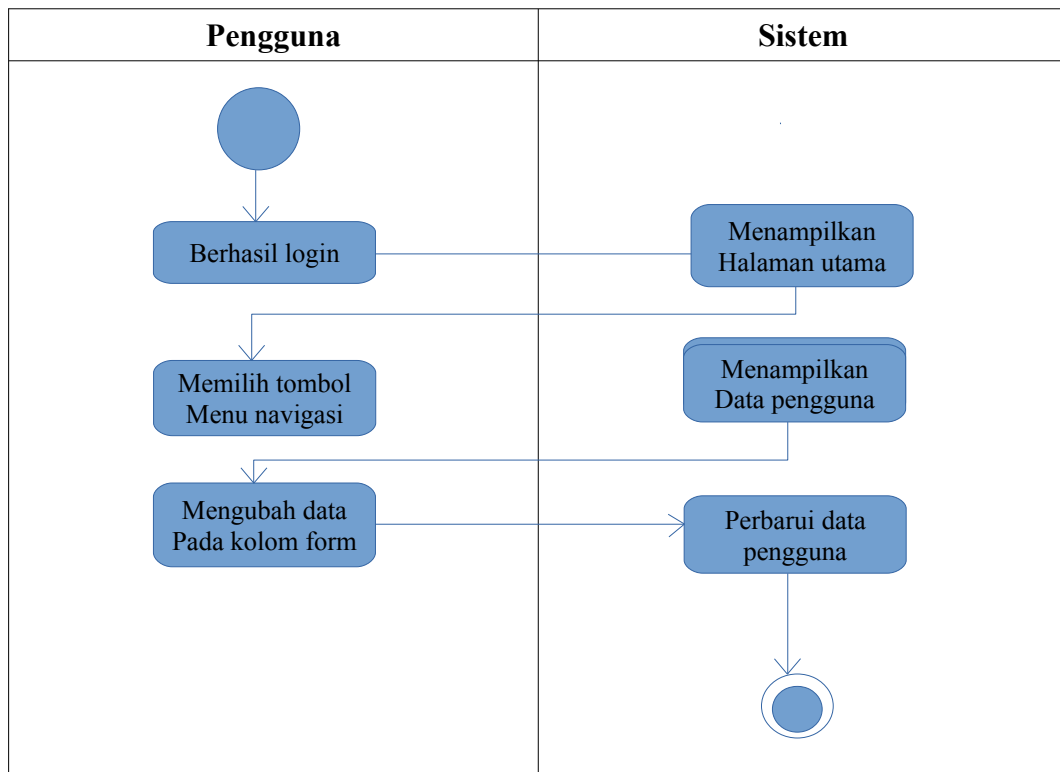 Pengguna
Sistem
Berhasil login
Menampilkan
Halaman utama
Memilih tombol
Menu navigasi
Menampilkan
Data pengguna
Mengubah data
Pada kolom form
Perbarui data
pengguna